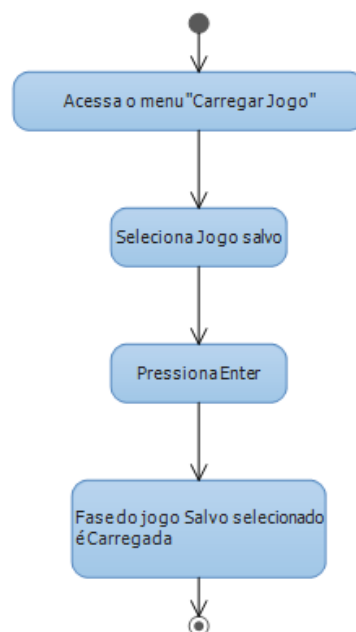 Acessa o menu "Carregar Jogo"
Seleciona Jogo salvo
Pressiona Enter
Fase do jogo Salvo selecionado
é Carregada